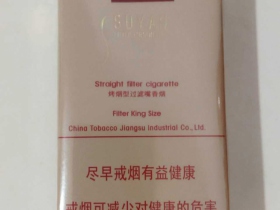 SUYAN
Straight filter cigarette
烤烟型过滤嘴香烟
Filter King Size
China Tobacco Jiangsu Industrial Co., Ltd.
尽早戒烟有益健康
戒烟可减少对健康的危害